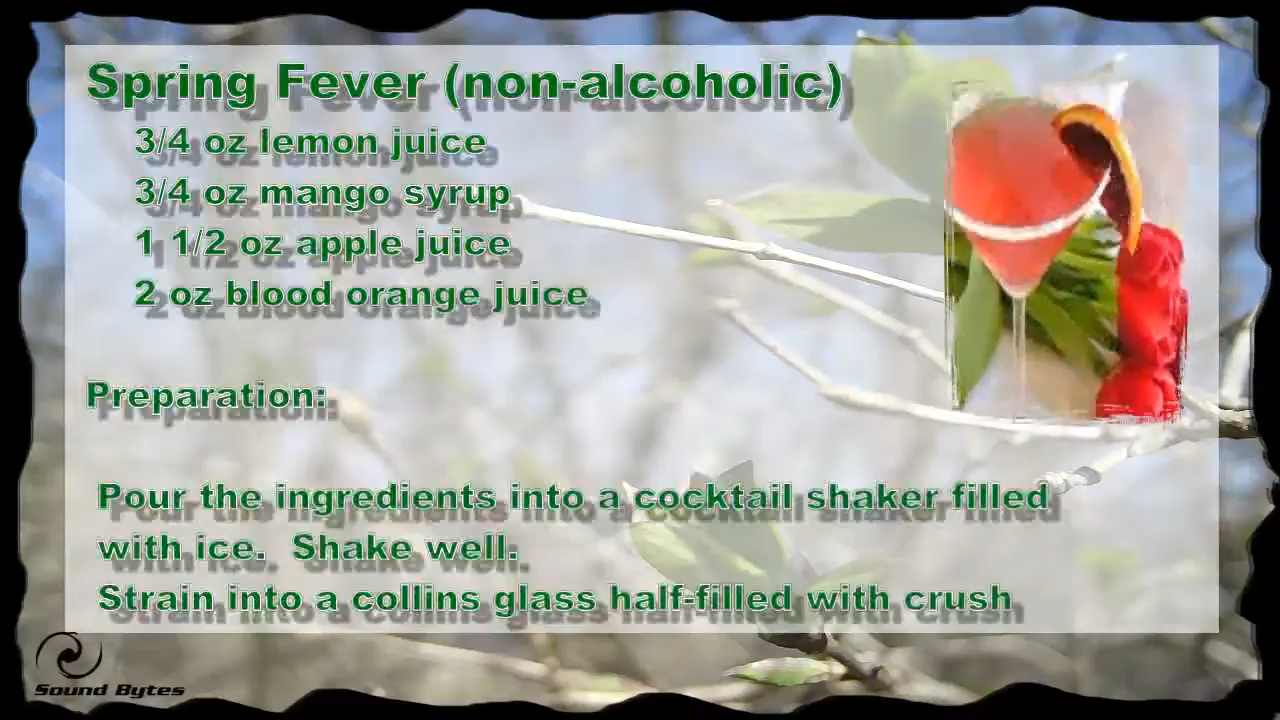 Spring Fever (non-alcoholic)
3/4 oz lemon juice
3/4 oz mango syrup
1 1/2 oz apple juice
2 oz blood orange juice
Preparation:
Pour the ingredients into a cocktail shaker filled
with ice.  Shake well.
Strain into a collins glass half-filled with crush
Sound Bytes